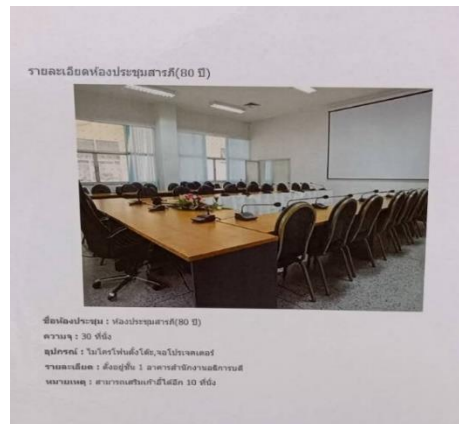 รายละเอียดห้องประชุมสารภี(80 ปี)
ชื่อห้องประชุม : ห้องประชุมสารภี(80 ปี)
ความจุ : 30 ที่นั่ง
อุปกรณ์ : ไมโครโฟนตั้งโต๊ะ,จอโปรเจคเตอร์
รายละเอียด : ตั้งอยู่ชั้น 1 อาคารสำนักงานอธิการบดี
หมายเหตุ : สามารถเสริมเก้าอี้ได้อีก 10 ที่นั่ง